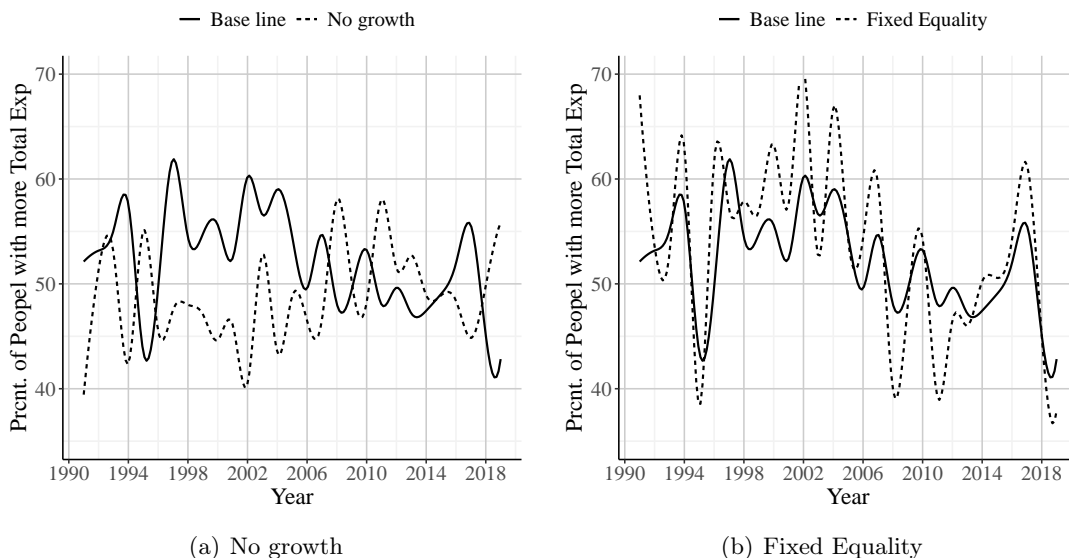 Base line No growth
Prcnt. of Peopel with more Total Exp
70
60
50
40
1990 1994 1998 2002 2006 2010 2014 2018
Year
(a) No growth
Base line Fixed Equality
Prcnt. of Peopel with more Total Exp
70
60
50
40
1990 1994 1998 2002 2006 2010 2014 2018
Year
(b) Fixed Equality